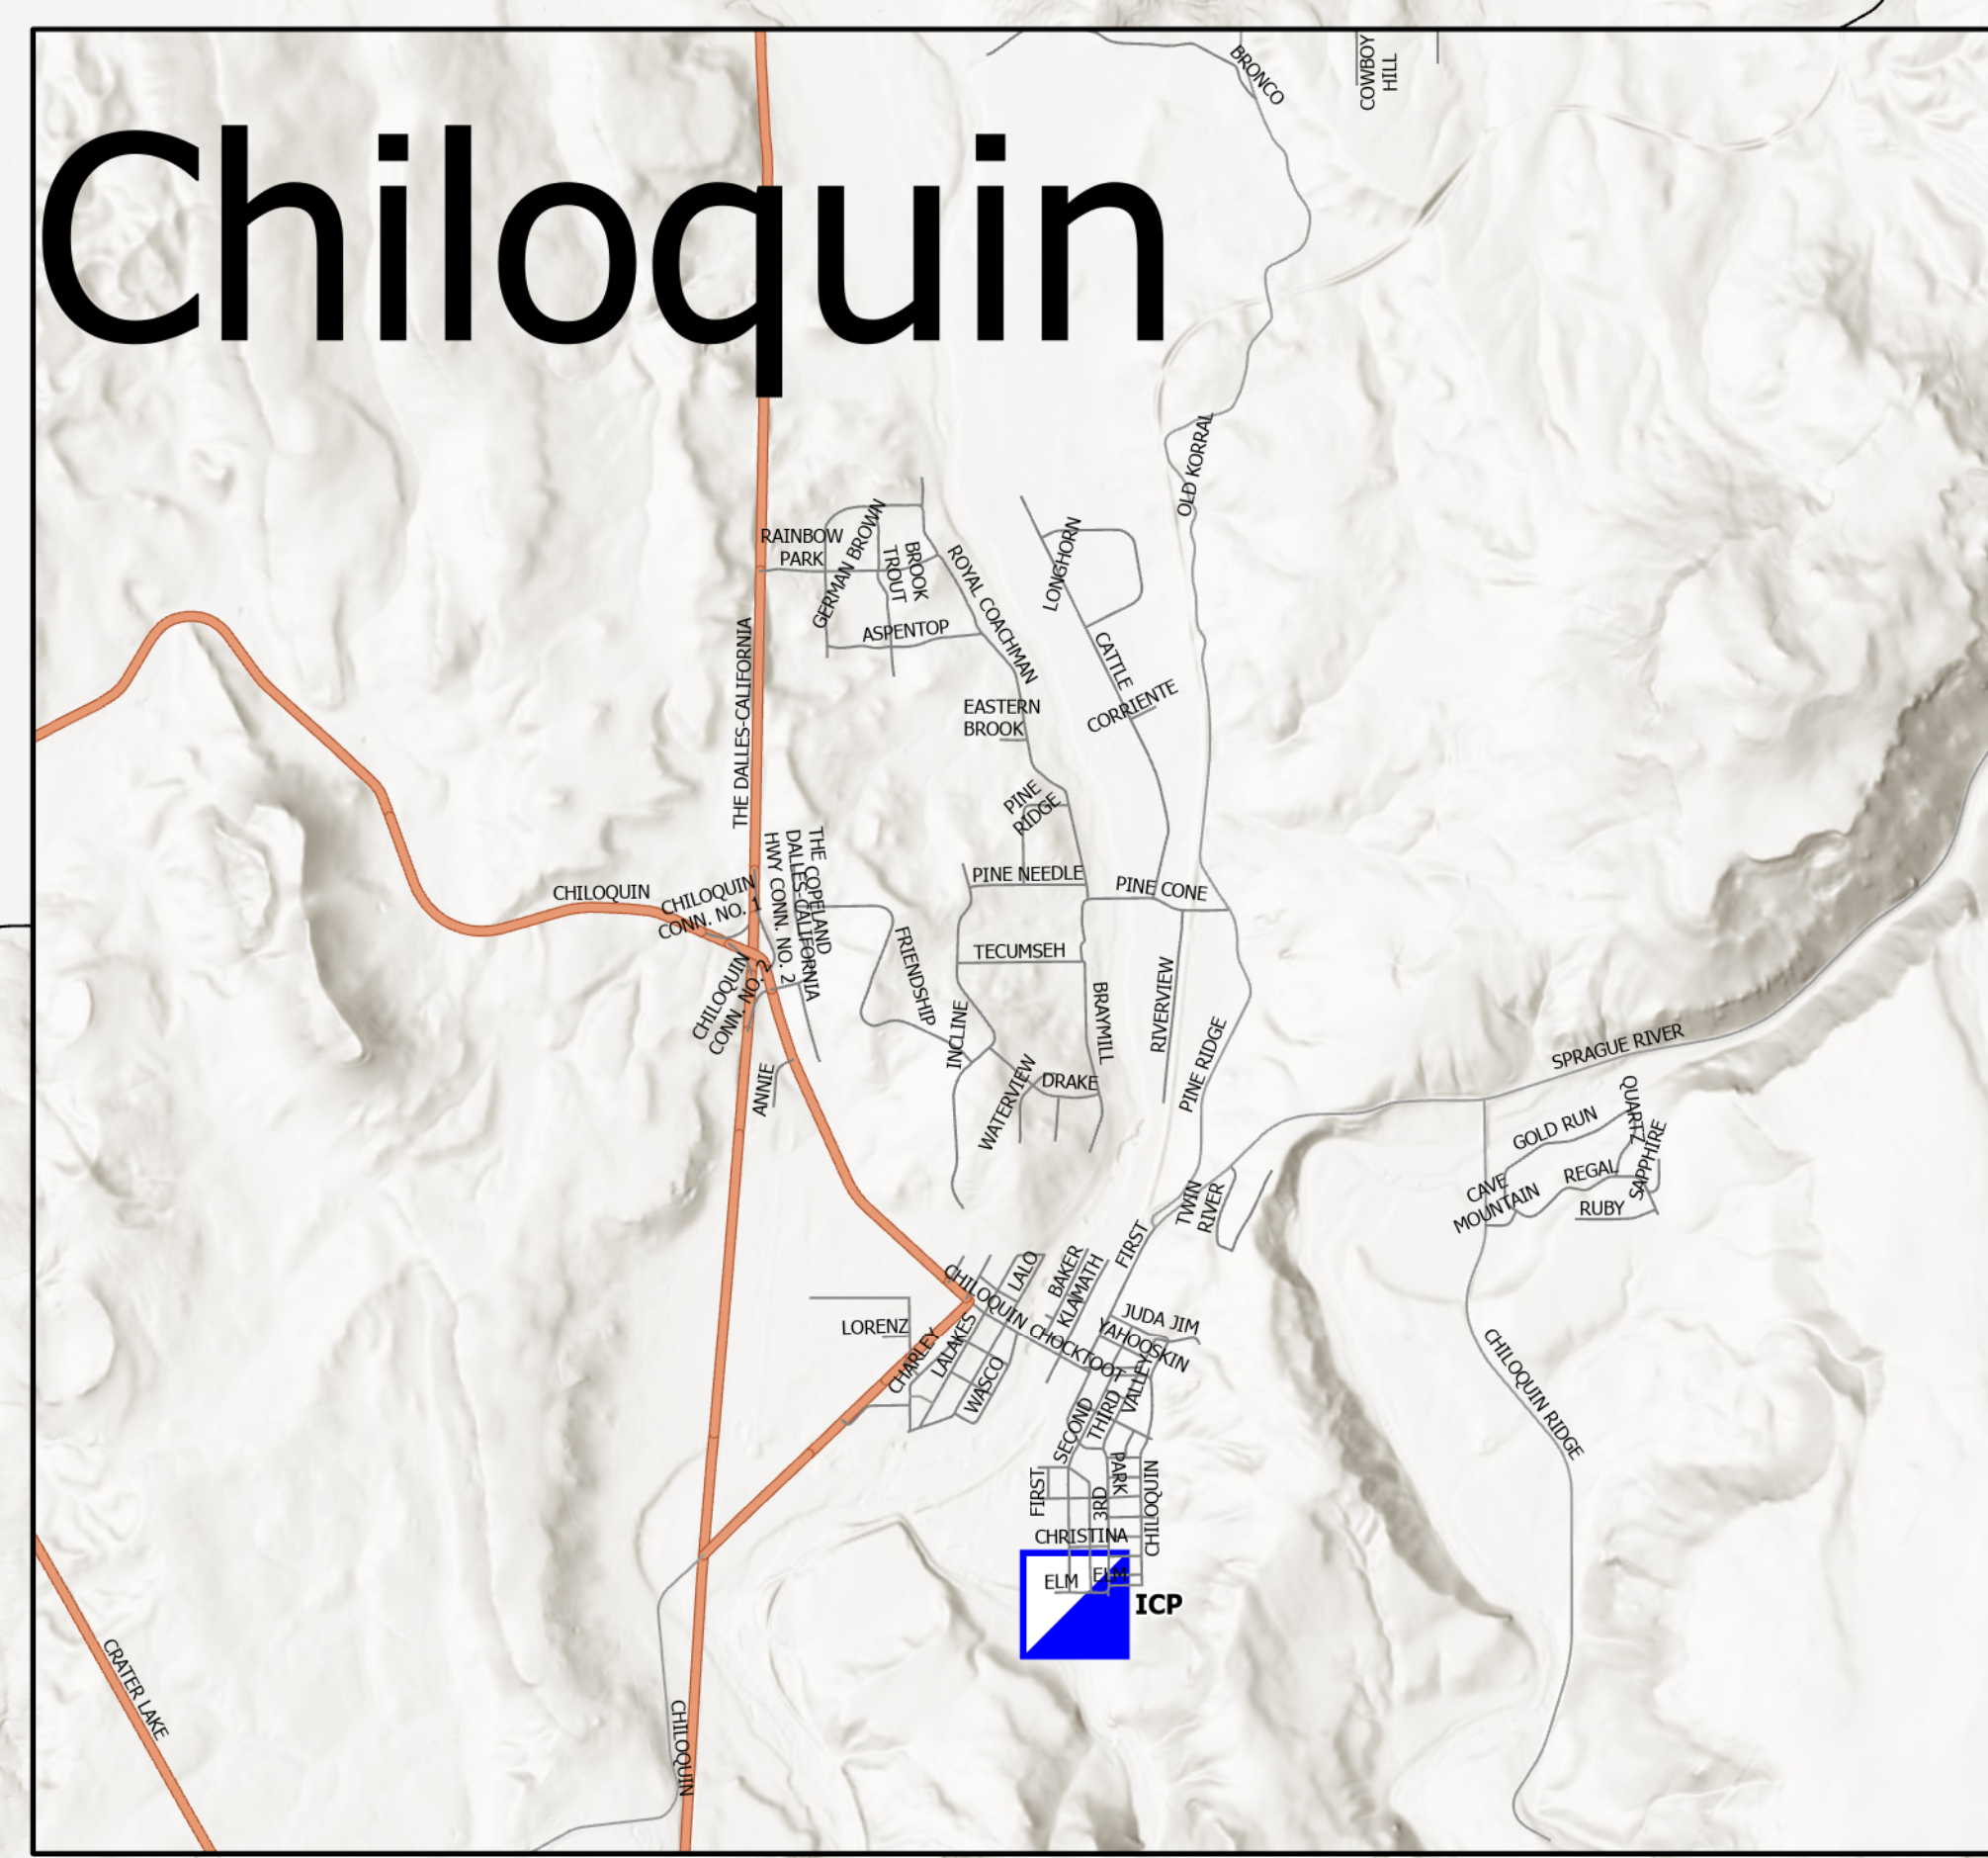 BRONCO
COWBOY
HILL
Chiloquin
OLD KORRAL
RAINBOW
PARK
GERMAN BROWN
BROOK
TROUT
ROYAL COACHMAN
LONGHORN
ASPENTOP
THE DALLES-CALIFORNIA
CATTLE
CORRIENTE
EASTERN
BROOK
PINE
RIDGE
PINE NEEDLE
PINE CONE
CHILOQUIN
CHILOQUIN
CONN. NO. 1
THE COPELAND
DALLES-CALIFORNIA
HWY CONN. NO. 2
CHILOQUIN
CONN. NO. 2
FRIENDSHIP
TECUMSEH
INCLINE
BRAYMILL
RIVERVIEW
PINE RIDGE
ANNIE
WATERVIEW
DRAKE
SPRAGUE RIVER
GOLD RUN
QUARTZ
SAPPHIRE
REGAL
RUBY
CAVE
MOUNTAIN
TWIN
RIVER
FIRST
LALO
BAKER
KLAMATH
CHILOQUIN
CHOCKTOOT
JUDA JIM
YAHOOSKIN
LORENZ
CHARLEY
LALAKES
WASCO
VALLEY
SECOND
THIRD
CHILOQUIN RIDGE
FIRST
3RD
PARK
CHILOQUIN
CHRISTINA
ELM
ELM
ICP
CRATER LAKE
CHILOQUIN